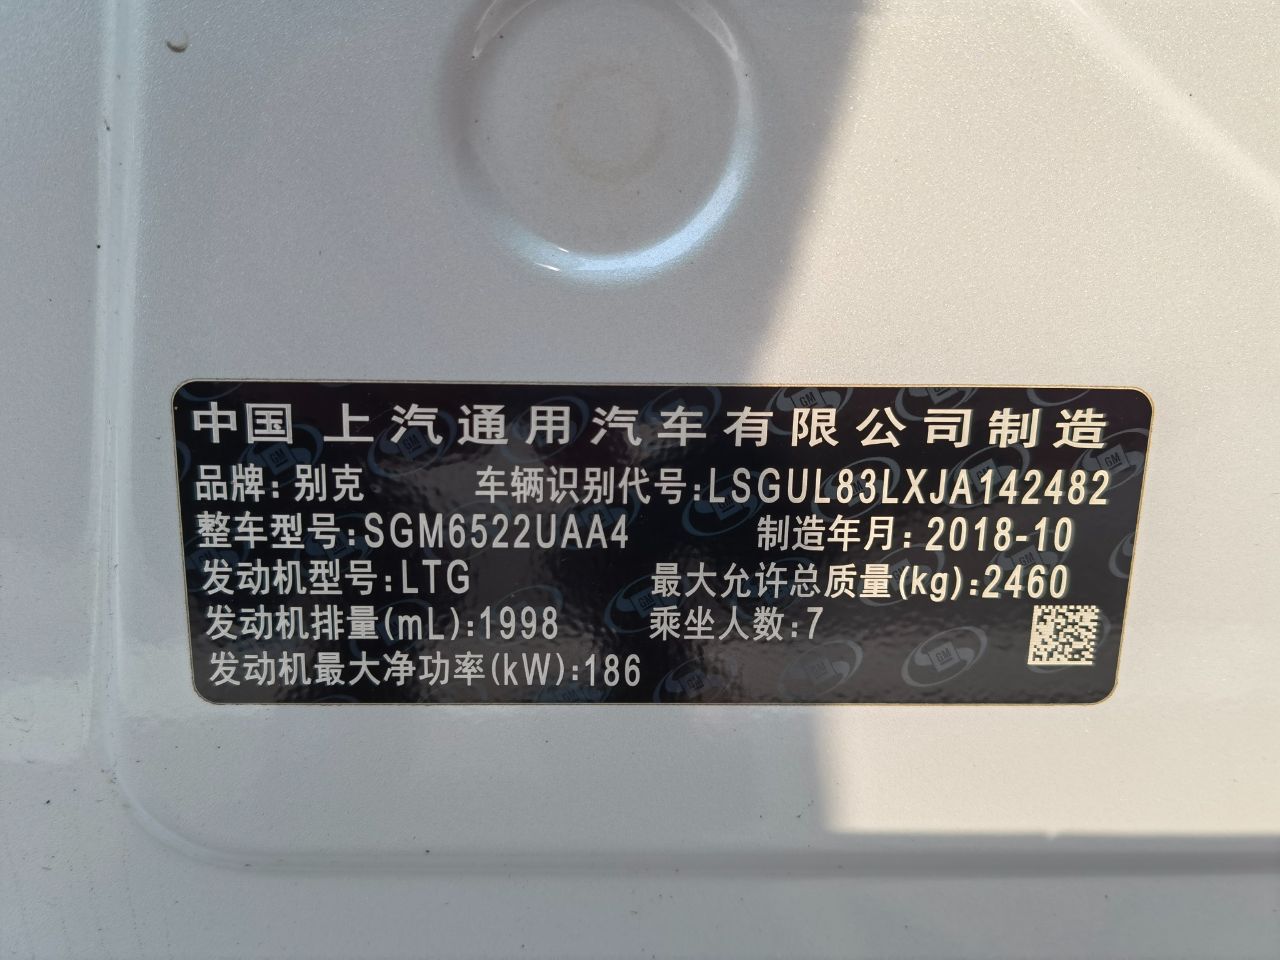 中国 上汽通用汽车有限公司制造
品牌: 别克 车辆识别代号:LSGUL83LXJA142482
整车型号:SGM6522UAA4 制造年月: 2018-10
发动机型号:LTG 最大允许总质量(kg):2460
发动机排量(mL):1998 乘坐人数:7
发动机最大净功率(kW):186